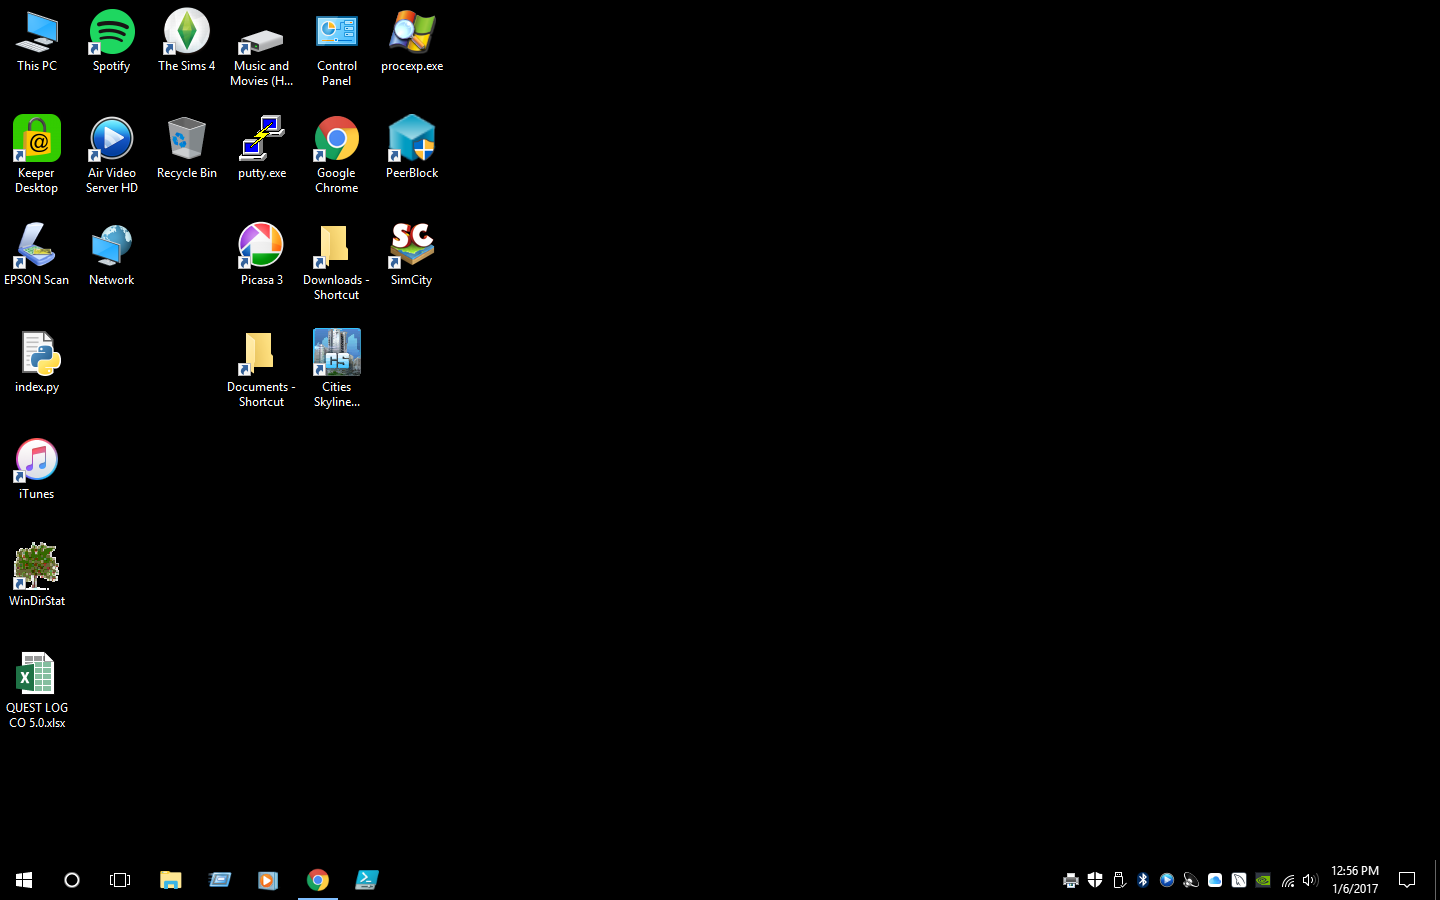 This PC
Spotify
The Sims 4
Music and
Movies (H...
Control
Panel
procexp.exe
@
Keeper
Desktop
Air Video
Server HD
Recycle Bin
putty.exe
Google
Chrome
PeerBlock
EPSON Scan
Network
Picasa 3
Downloads -
Shortcut
SC
SimCity
index.py
Documents -
Shortcut
CS
Cities
Skyline...
iTunes
WinDirStat
X
QUEST LOG
CO 5.0.xlsx
12:56 PM
1/6/2017